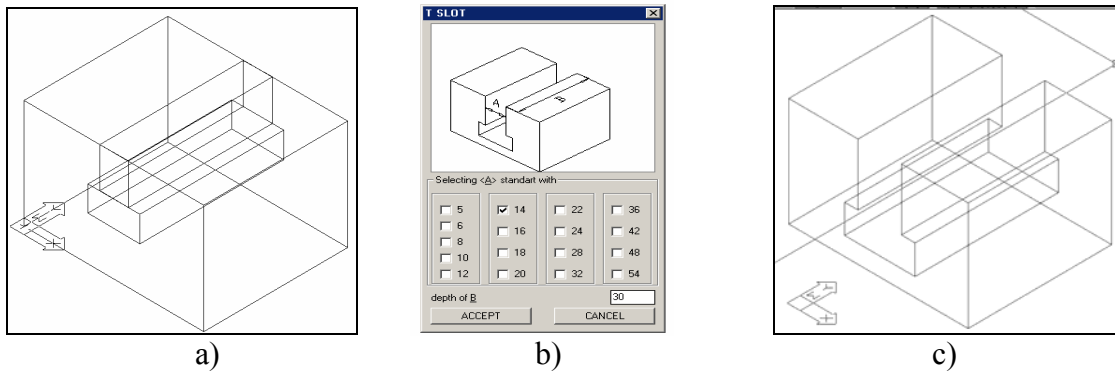 T SLOT
A
B
Selecting <A> standart with
5 14 22 36
6 16 24 42
8 18 28 48
10 20 32 54
12
depth of B 30
ACCEPT CANCEL
a) b) c)